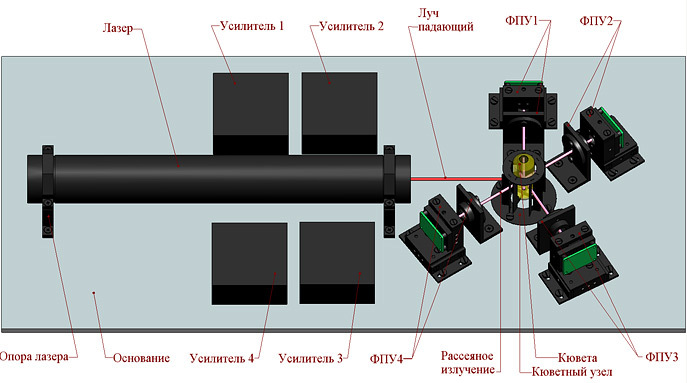 Луч
падающий
ФПУ1
ФПУ2
Лазер
Усилитель 1
Усилитель 2
Опора лазера
Основание
Усилитель 4
Усилитель 3
ФПУ4
Рассеяное
излучение
Кювета
Кюветный узел
ФПУ3